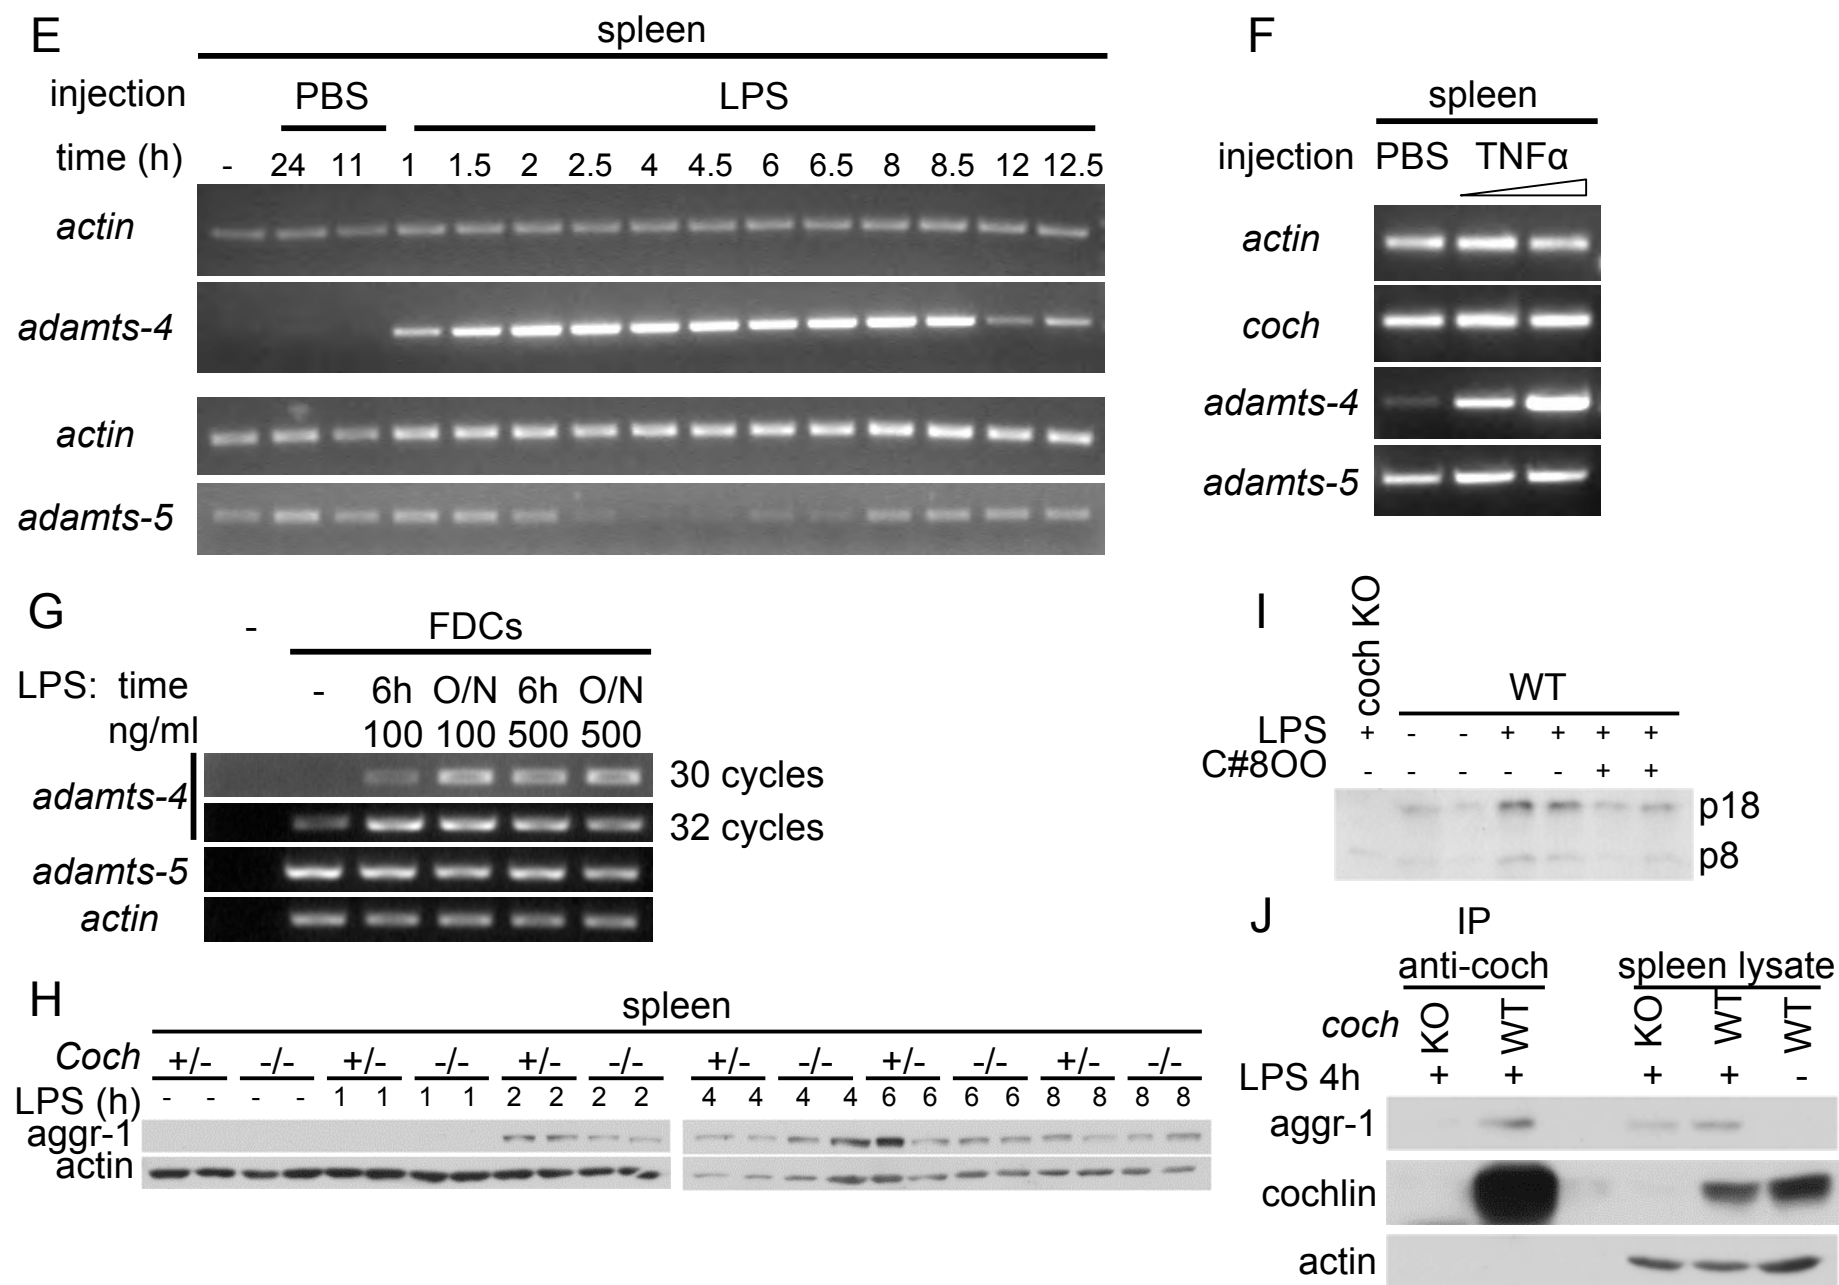 E
spleen
injection PBS LPS
time (h) - 24 11 1 1.5 2 2.5 4 4.5 6 6.5 8 8.5 12 12.5
actin
adamts-4
actin
adamts-5
F
spleen
injection PBS TNFα
actin
coch
adamts-4
adamts-5
G
- FDCs
LPS: time - 6h O/N 6h O/N
ng/ml 100 100 500 500
adamts-4 30 cycles
32 cycles
adamts-5
actin
H
spleen
Coch +/- -/- +/- -/- +/- -/- +/- -/- +/- -/- +/- -/-
LPS (h) - - - - 1 1 1 1 2 2 2 2 4 4 4 4 6 6 6 6 8 8 8 8
aggr-1
actin
I
coch KO
WT
LPS + - - + + + +
C#8OO - - - - - + +
p18
p8
J
IP
anti-coch spleen lysate
coch KO WT KO WT WT
LPS 4h + + + + -
aggr-1
cochlin
actin